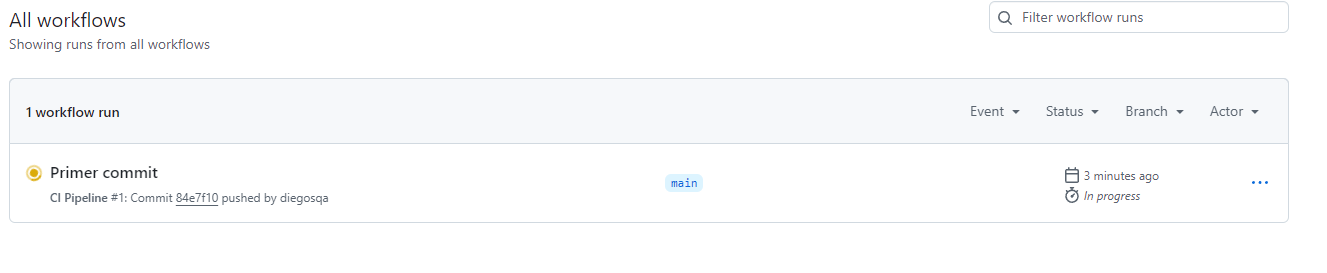 All workflows
Filter workflow runs
Showing runs from all workflows
1 workflow run
Event
Status
Branch
Actor
Primer commit
main
3 minutes ago
CI Pipeline #1: Commit 84e7f10 pushed by diegosqa
In progress